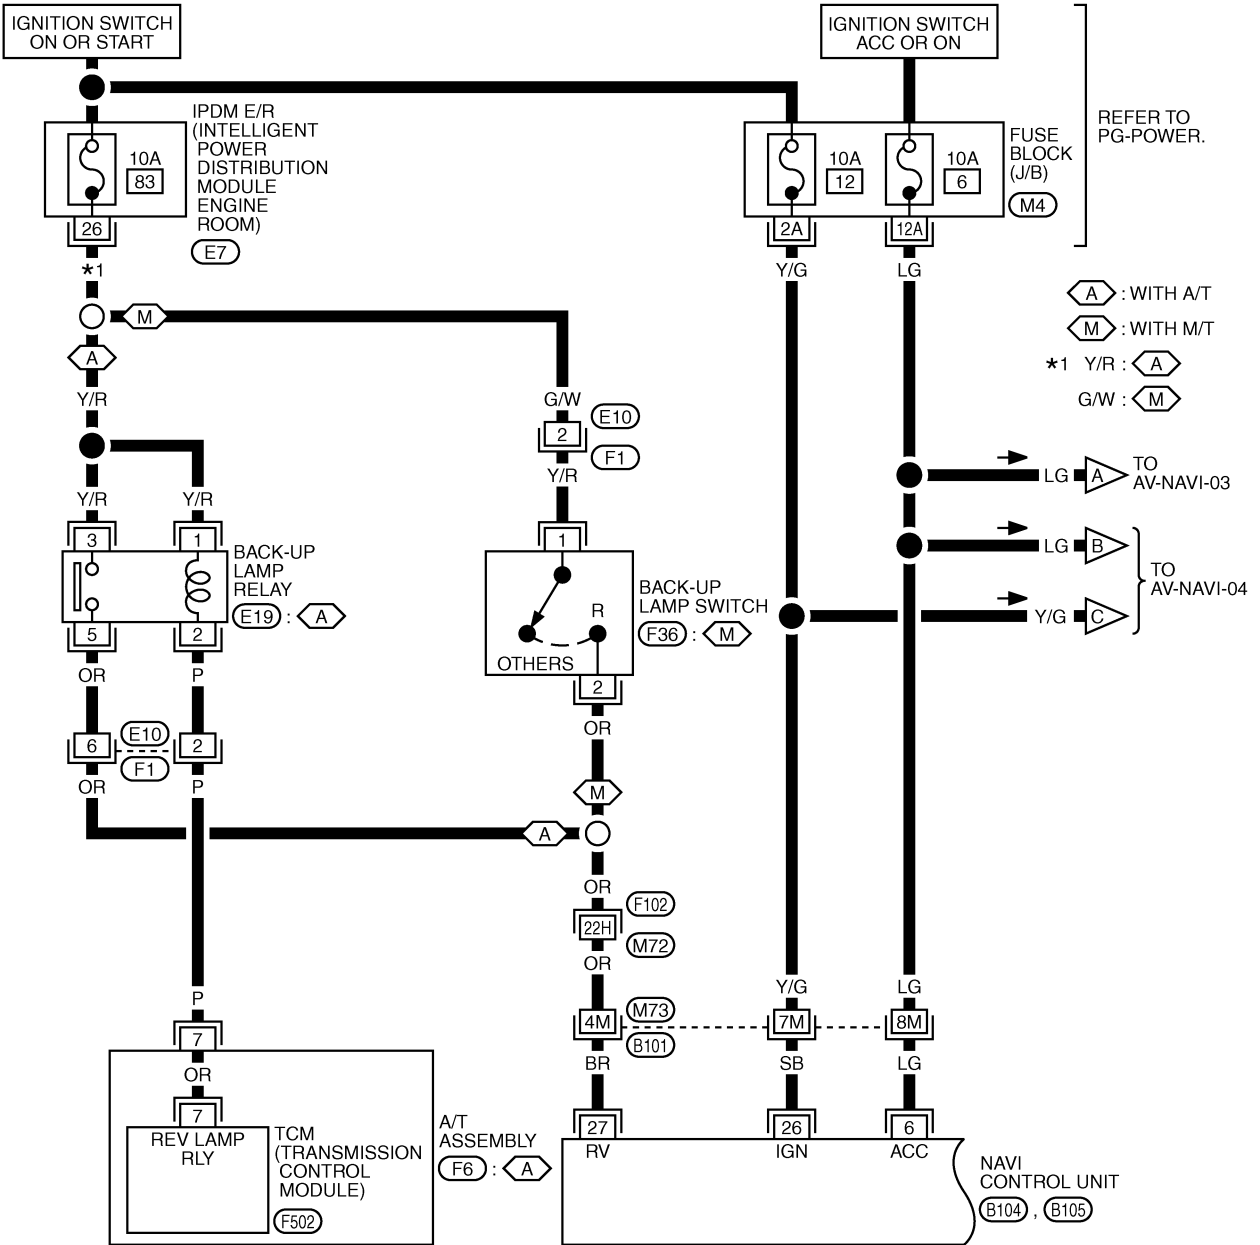 IGNITION SWITCH
ON OR START
IGNITION SWITCH
ACC OR ON
REFER TO
PG-POWER.
IPDM E/R
(INTELLIGENT
POWER
DISTRIBUTION
MODULE
ENGINE
ROOM)
E7
10A
83
26
10A
12
10A
6
FUSE
BLOCK
(J/B)
M4
2A
12A
*1
Y/G
LG
A : WITH A/T
M : WITH M/T
*1 Y/R : A
G/W : M
M
A
Y/R
G/W
E10
2
F1
Y/R
LG
A
TO
AV-NAVI-03
Y/R
Y/R
3
1
BACK-UP
LAMP
RELAY
E19 : A
5
2
1
BACK-UP
LAMP SWITCH
F36 : M
R
OTHERS
2
LG
B
Y/G
C
TO
AV-NAVI-04
OR
P
OR
6
E10
2
F1
OR
P
M
A
OR
F102
22H
M72
OR
Y/G
LG
P
M73
4M
7M
8M
B101
7
BR
SB
LG
OR
7
27
26
6
REV LAMP
RLY
TCM
(TRANSMISSION
CONTROL
MODULE)
F502
A/T
ASSEMBLY
F6 : A
RV
IGN
ACC
NAVI
CONTROL UNIT
B104 , B105